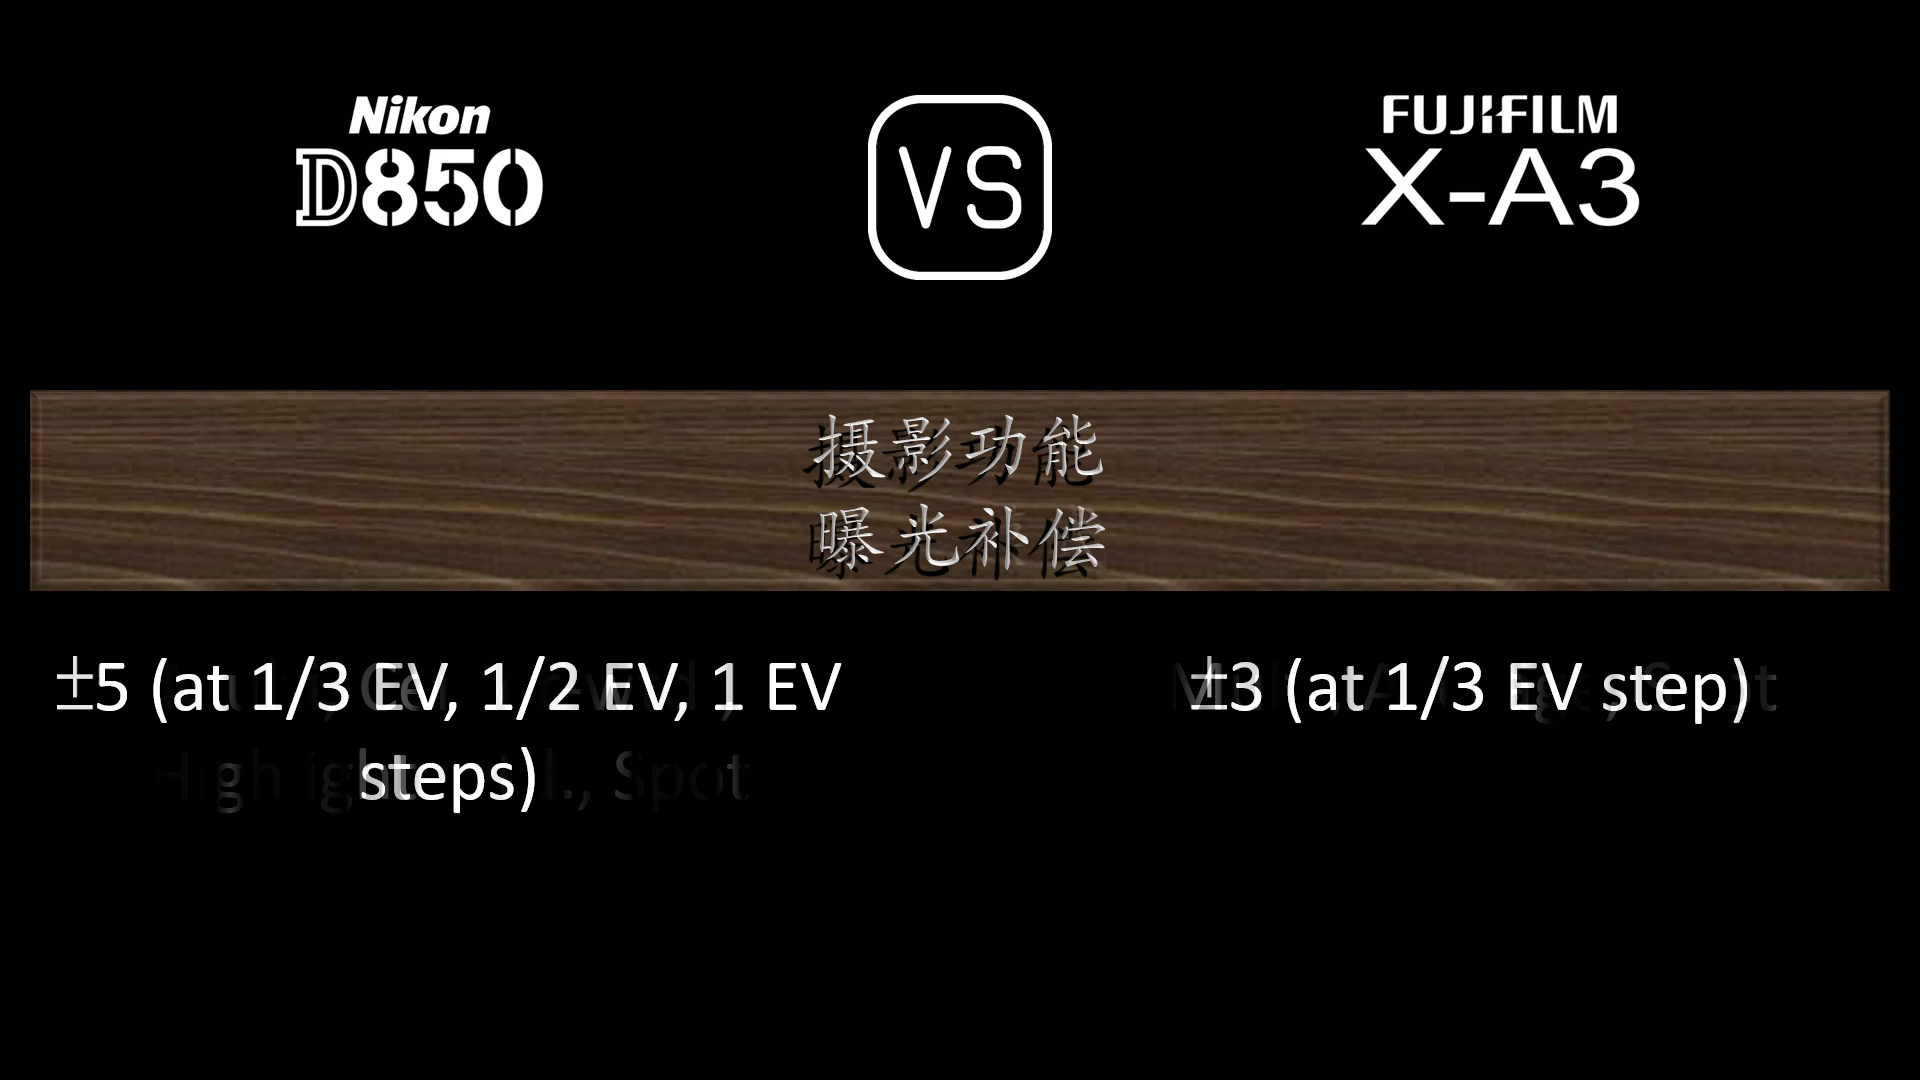 Nikon
D850
VS
FUJIFILM
X-A3
摄影功能
曝光补偿
±5 (at 1/3 EV, 1/2 EV, 1 EV
steps)
±3 (at 1/3 EV step)